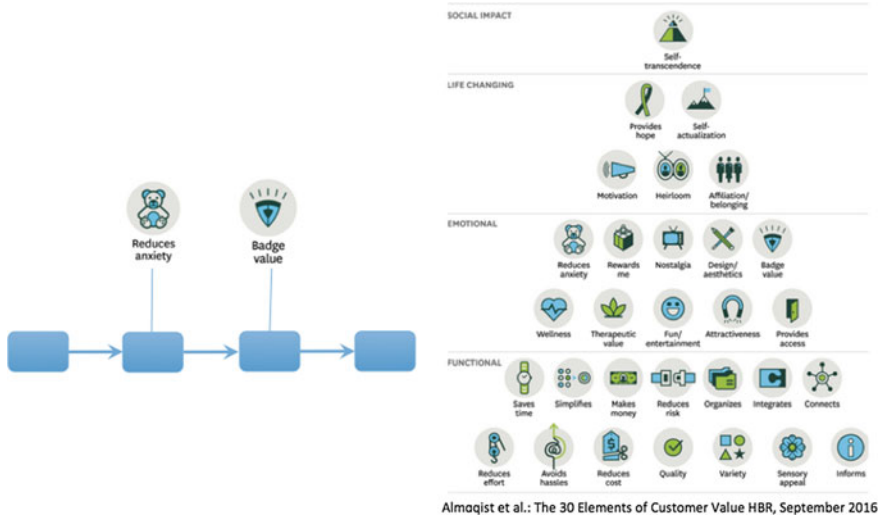 Reduces
anxiety
Badge
value
SOCIAL IMPACT
Self-
transcendence
LIFE CHANGING
Provides
hope
Self-
actualization
Motivation
Heirloom
Affiliation/
belonging
EMOTIONAL
Reduces
anxiety
Rewards
me
Nostalgia
Design/
aesthetics
Badge
value
Wellness
Therapeutic
value
Fun/
entertainment
Attractiveness
Provides
access
FUNCTIONAL
Saves
time
Simplifies
Makes
money
Reduces
risk
Organizes
Integrates
Connects
Reduces
effort
Avoids
hassles
$
Reduces
cost
Quality
Variety
Sensory
appeal
i
Informs
Almqist et al.: The 30 Elements of Customer Value HBR, September 2016